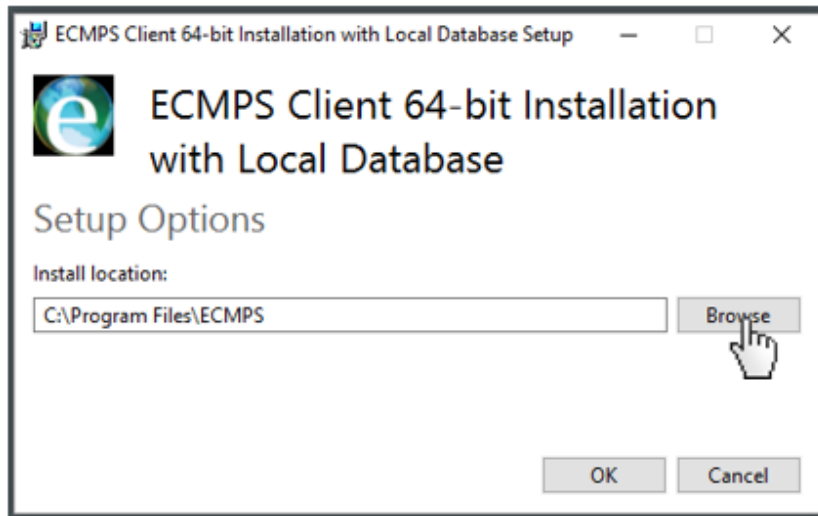 ECMPS Client 64-bit Installation with Local Database Setup
e
ECMPS Client 64-bit Installation
with Local Database
Setup Options
Install location:
C:\Program Files\ECMPS
Browse
OK
Cancel